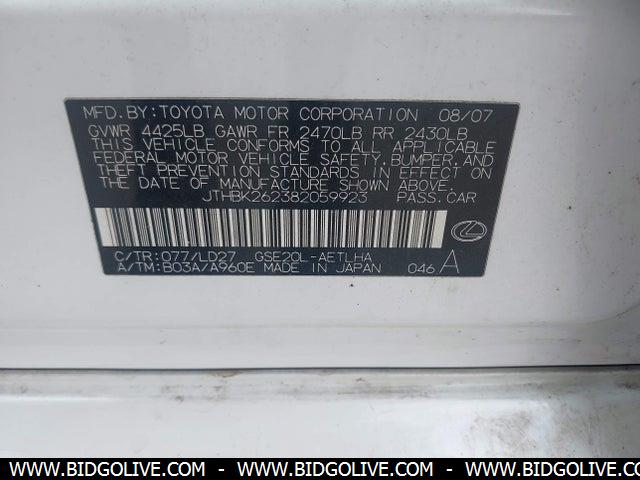 MFD.BY:TOYOTA MOTOR CORPORATION 08/07
GVWR 4425LB GAWR FR 2470LB RR 2430LB
THIS VEHICLE CONFORMS TO ALL APPLICABLE
FEDERAL MOTOR VEHICLE SAFETY,BUMPER,AND
THEFT PREVENTION STANDARDS IN EFFECT ON
THE DATE OF MANUFACTURE SHOWN ABOVE.
JTHBK262382059923 PASS.CAR
C/TR:077/LD27 GSE20L-AETLHA
A/TM:B03A/A960E MADE IN JAPAN 046 A
WWW.BIDGOLIVE.COM - WWW.BIDGOLIVE.COM - WWW.BIDGOLIVE.COM